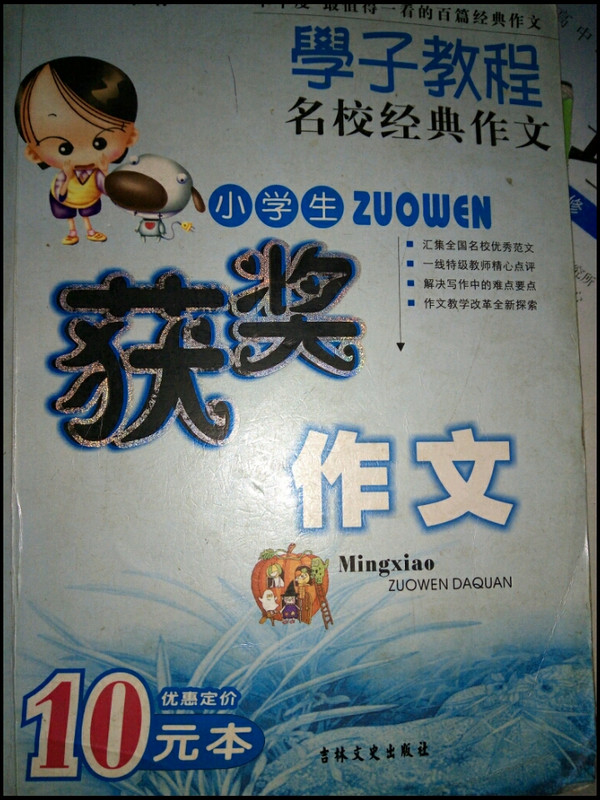 最值得一看的百篇经典作文
高中
學子教程
名校经典作文
小学生 ZUOWEN
汇集全国名校优秀范文
一线特级教师精心点评
解决写作中的难点要点
作文教学改革全新探索
获奖
作文
Mingxiao
ZUOWEN DAQUAN
优惠定价
10元本
吉林文史出版社